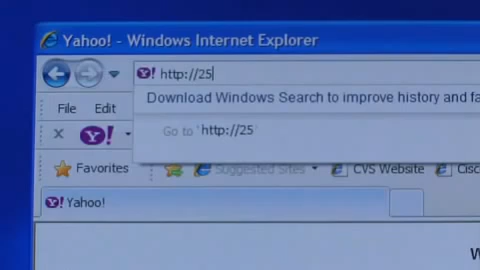 Yahoo! - Windows Internet Explorer
Y! http://25
Download Windows Search to improve history and fa
File Edit
Go to 'http://25'
Y!
Favorites Suggested Sites CVS Website Cisc
Y! Yahoo!
W